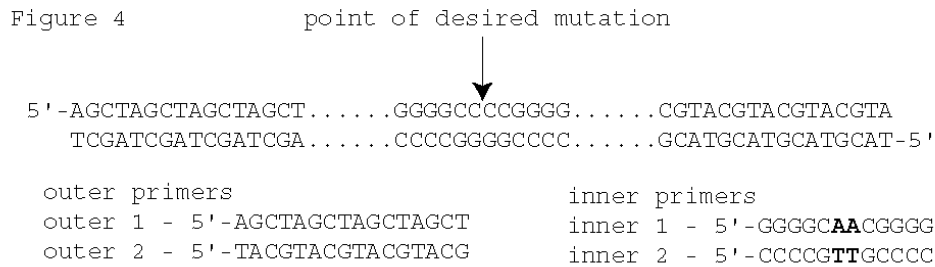 Figure 4
point of desired mutation
5'-AGCTAGCTAGCTAGCT......GGGGCCCCGGGG......CGTACGTACGTACGTA
TCGATCGATCGATCGA......CCCCGGGGCCCC......GCATGCATGCATGCAT-5'
outer primers
outer 1 - 5'-AGCTAGCTAGCTAGCT
outer 2 - 5'-TACGTACGTACGTACG
inner primers
inner 1 - 5'-GGGGCAACGGGG
inner 2 - 5'-CCCCGTTGCCCC